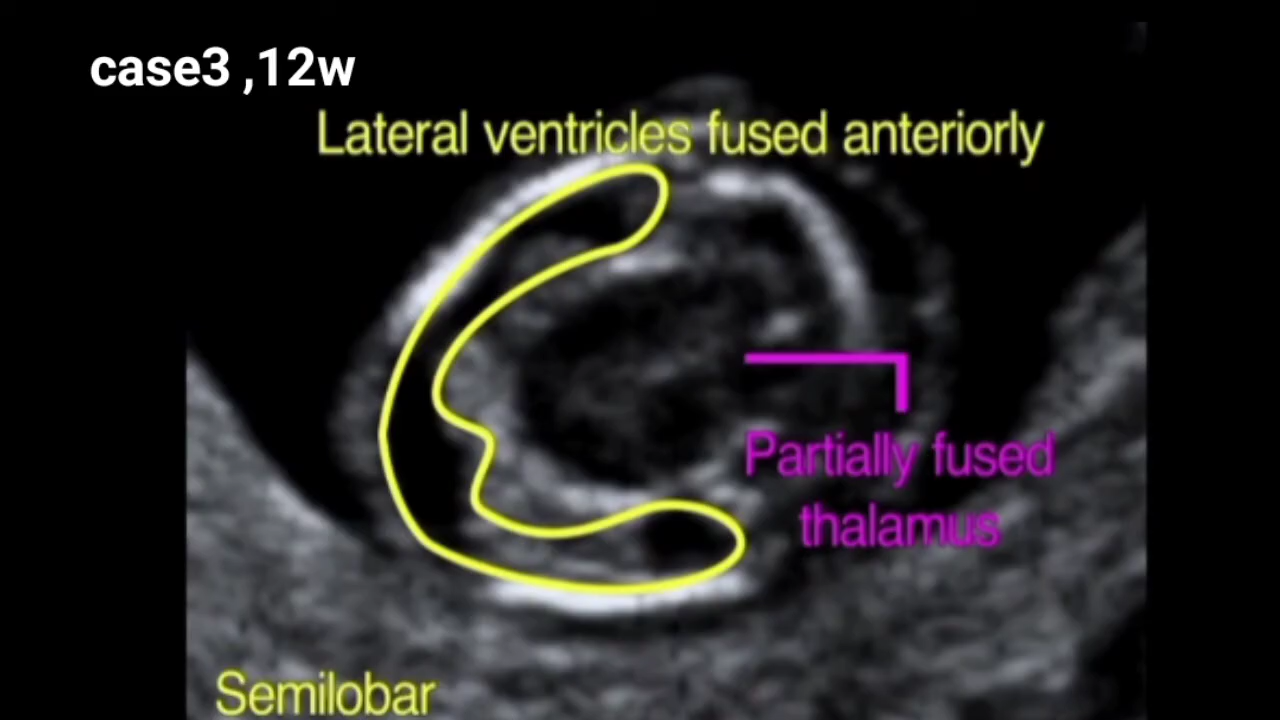 case3 ,12w
Lateral ventricles fused anteriorly
Partially fused
thalamus
Semilobar